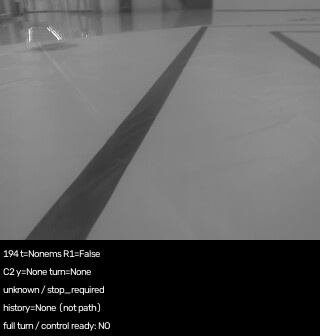 194 t=Nonems R1=False
C2 y=None turn=None
unknown / stop_required
history=None (not path)
full turn / control ready: NO